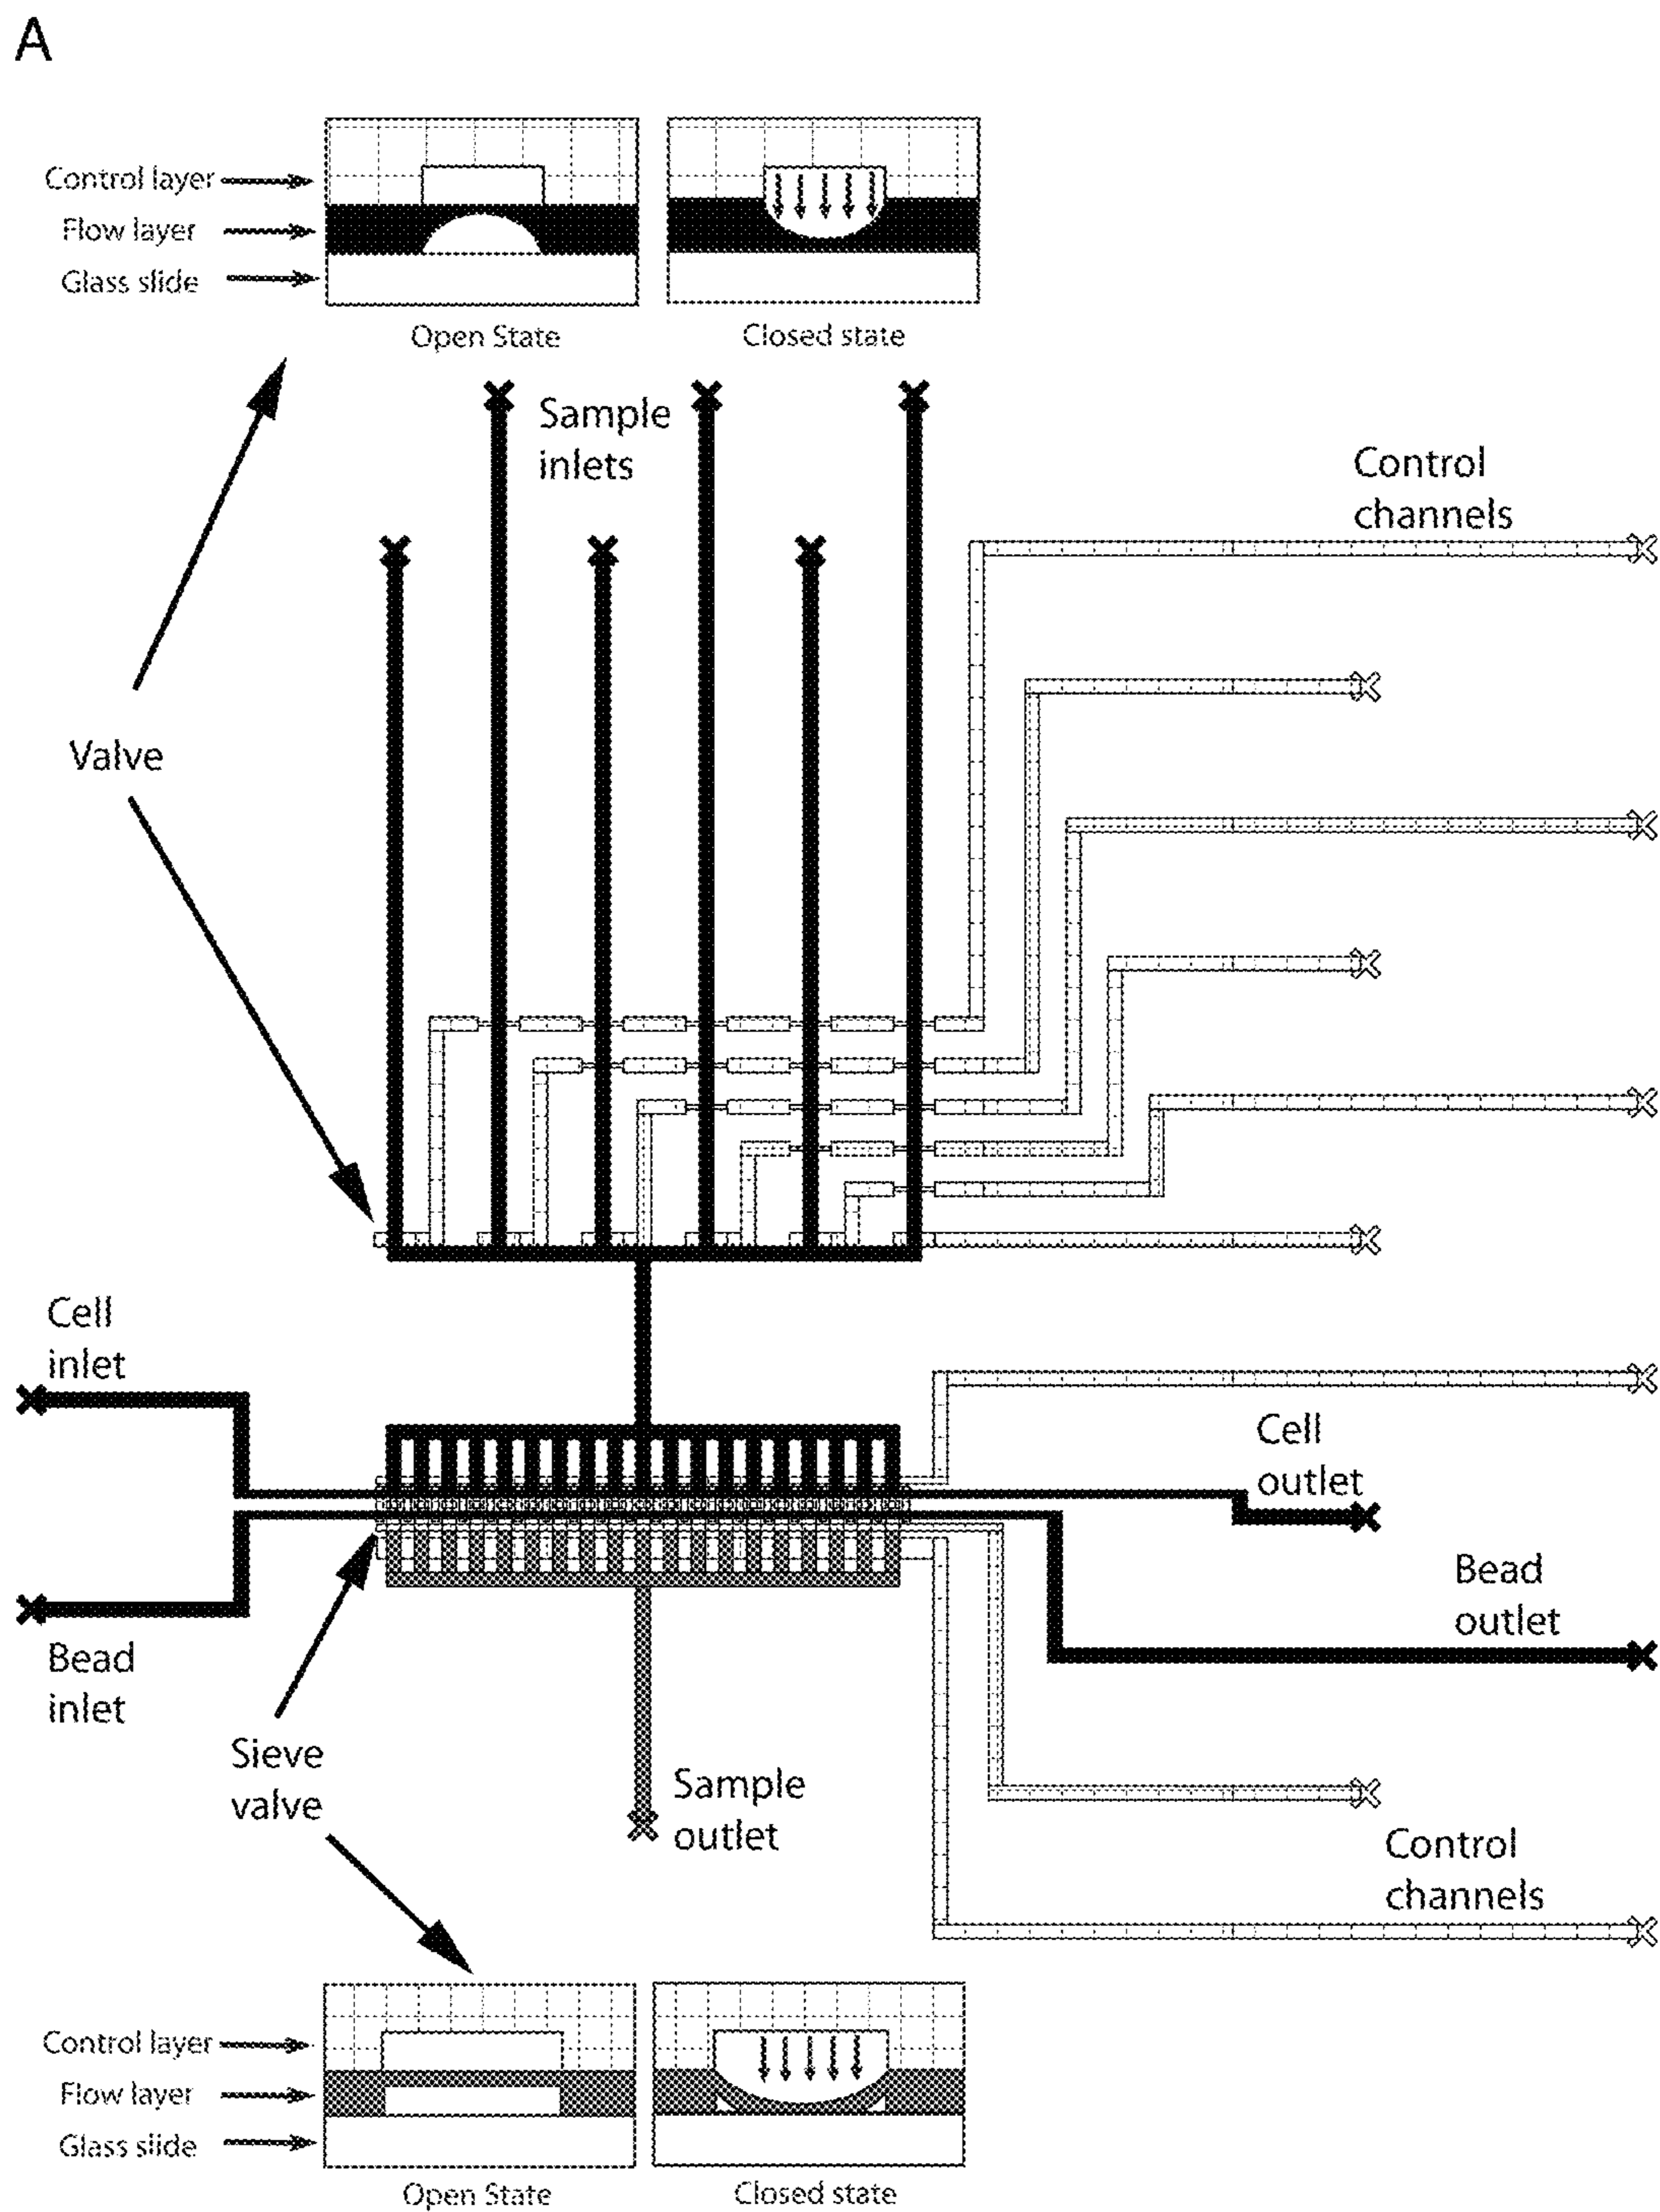 A
Control layer
Flow layer
Glass slide
Open State
Closed state
Sample
inlets
Control
channels
Valve
Cell
inlet
Cell
outlet
Bead
outlet
Bead
inlet
Sieve
valve
Sample
outlet
Control
channels
Control layer
Flow layer
Glass slide
Open State
Closed state